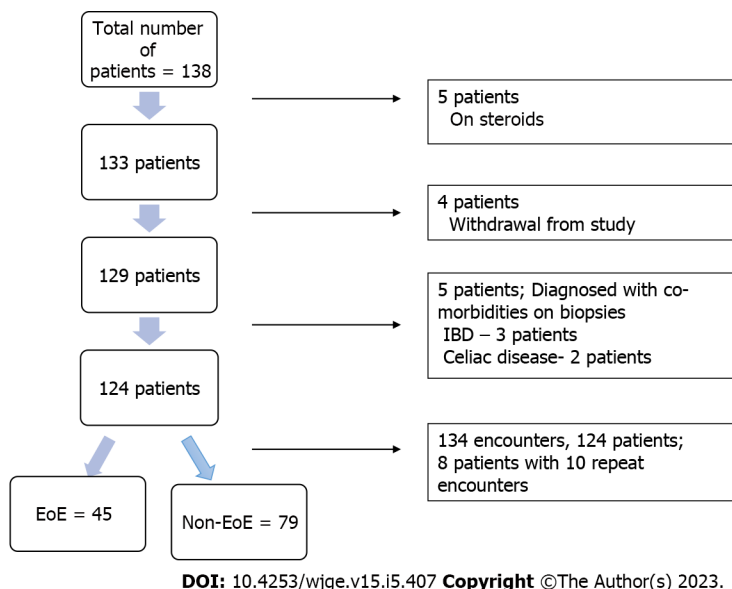 Total number
of
patients = 138
5 patients
On steroids
133 patients
4 patients
Withdrawal from study
129 patients
5 patients; Diagnosed with co-
morbidities on biopsies
IBD – 3 patients
Celiac disease- 2 patients
124 patients
134 encounters, 124 patients;
8 patients with 10 repeat
encounters
EoE = 45
Non-EoE = 79
DOI: 10.4253/wjge.v15.i5.407 Copyright ©The Author(s) 2023.